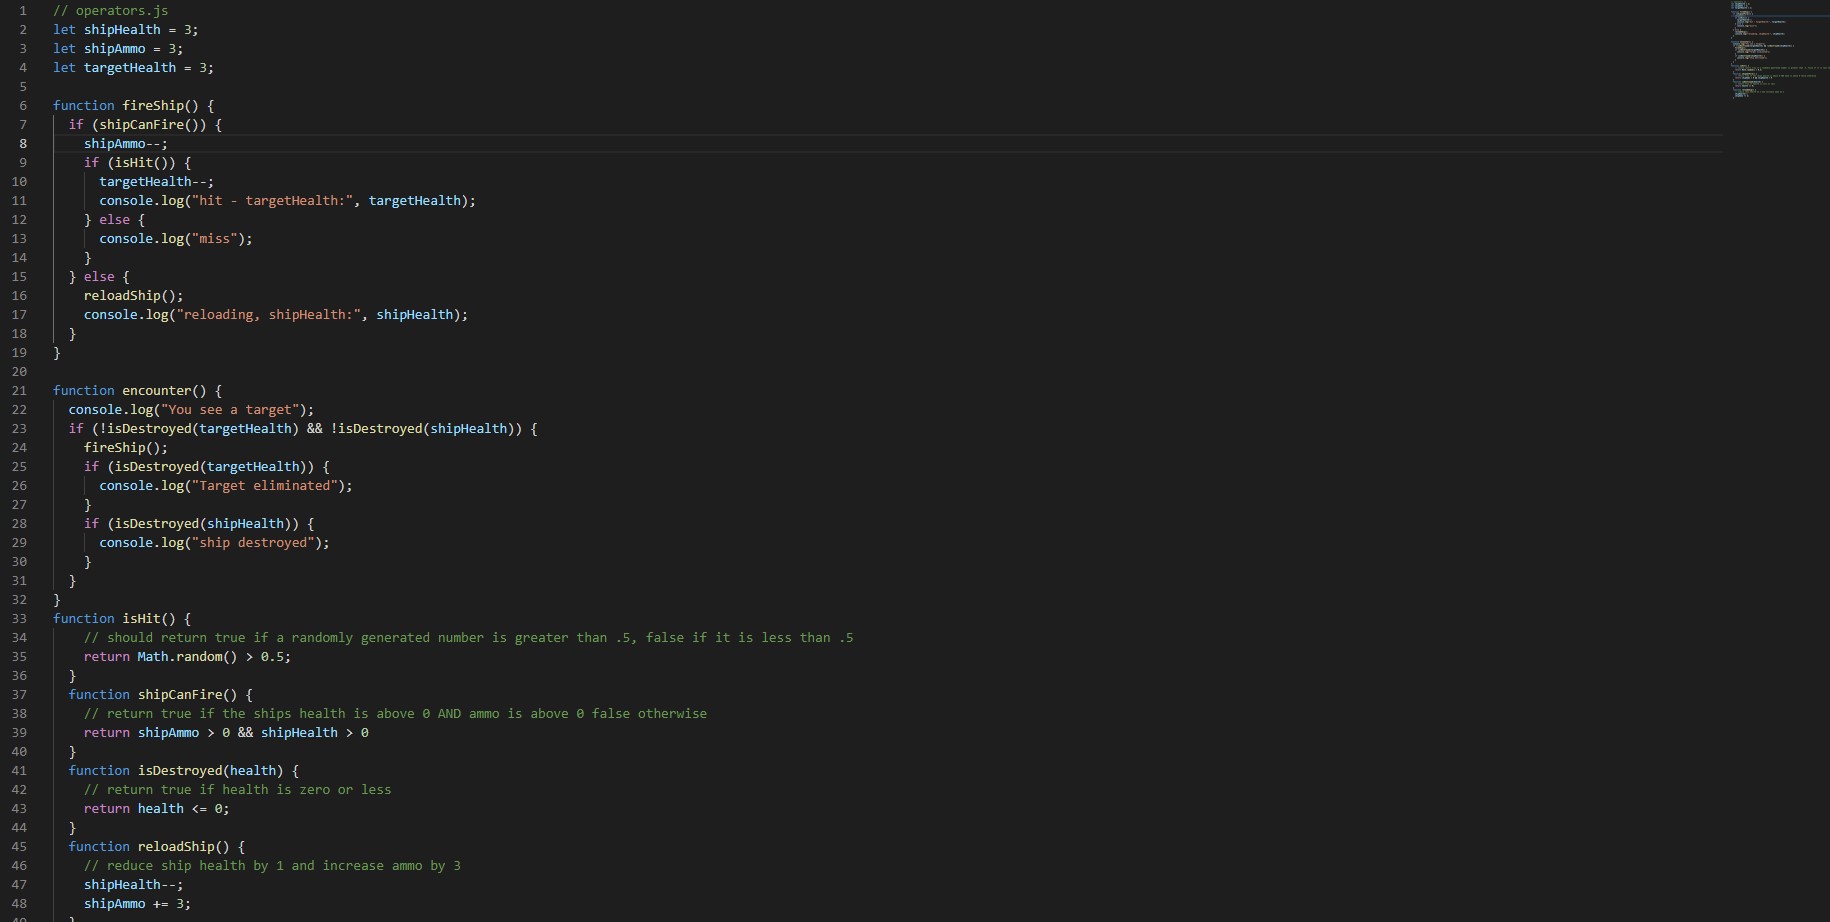 1 // operators.js
2 let shipHealth = 3;
3 let shipAmmo = 3;
4 let targetHealth = 3;
5
6 function fireShip() {
7   if (shipCanFire()) {
8     shipAmmo--;
9     if (isHit()) {
10       targetHealth--;
11       console.log("hit - targetHealth:", targetHealth);
12     } else {
13       console.log("miss");
14     }
15   } else {
16     reloadShip();
17     console.log("reloading, shipHealth:", shipHealth);
18   }
19 }
20
21 function encounter() {
22   console.log("You see a target");
23   if (!isDestroyed(targetHealth) && !isDestroyed(shipHealth)) {
24     fireShip();
25     if (isDestroyed(targetHealth)) {
26       console.log("Target eliminated");
27     }
28     if (isDestroyed(shipHealth)) {
29       console.log("ship destroyed");
30     }
31   }
32 }
33 function isHit() {
34     // should return true if a randomly generated number is greater than .5, false if it is less than .5
35     return Math.random() > 0.5;
36   }
37   function shipCanFire() {
38     // return true if the ships health is above 0 AND ammo is above 0 false otherwise
39     return shipAmmo > 0 && shipHealth > 0
40   }
41   function isDestroyed(health) {
42     // return true if health is zero or less
43     return health <= 0;
44   }
45   function reloadShip() {
46     // reduce ship health by 1 and increase ammo by 3
47     shipHealth--;
48     shipAmmo += 3;
49   }